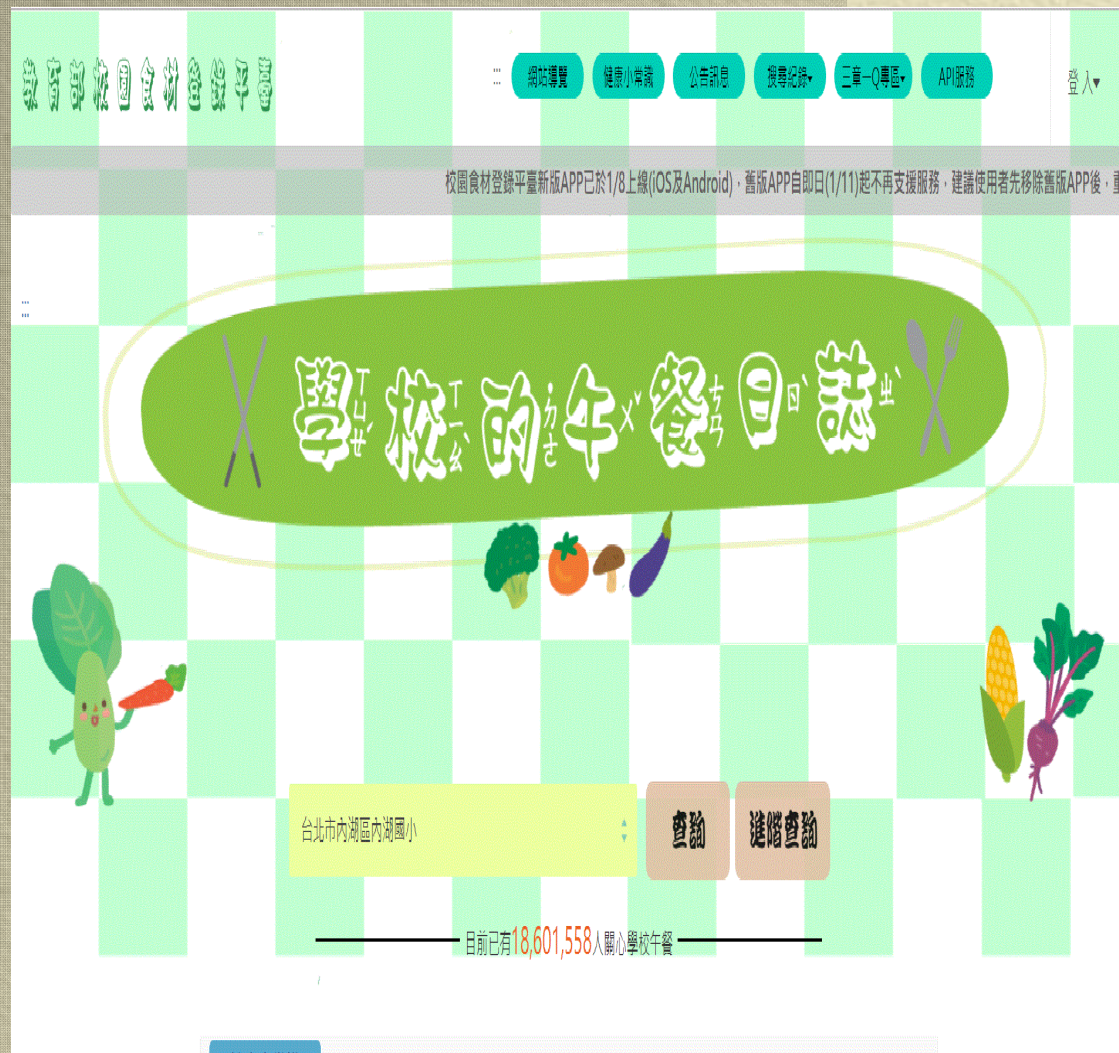 教育部校園食材登錄平臺
:::
網站導覽
健康小常識
公告訊息
搜尋紀錄▾
三章一Q專區▾
API服務
登入▾
校園食材登錄平臺新版APP已於1/8上線(iOS及Android)，舊版APP自即日(1/11)起不再支援服務，建議使用者先移除舊版APP後，重
:::
學ㄒㄩㄝˊ校ㄒㄧㄠˋ的ㄉㄜ午ㄨˇ餐ㄘㄢ目日ˋ誌ㄓˋ
台北市內湖區內湖國小
查詢
進階查詢
目前已有18,601,558人關心學校午餐